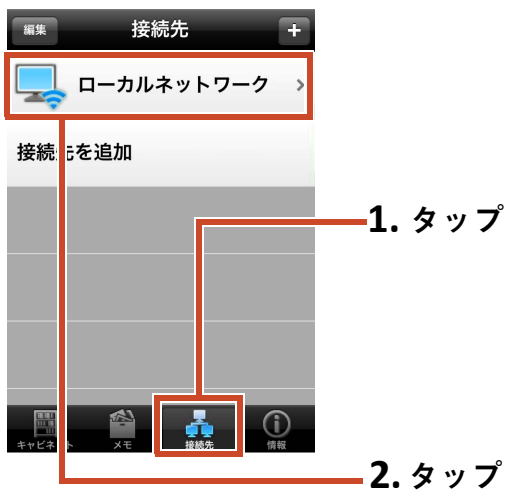 編集 接続先 +
ローカルネットワーク
接続先を追加
1. タップ
キャビネット メモ 接続先 情報
2. タップ